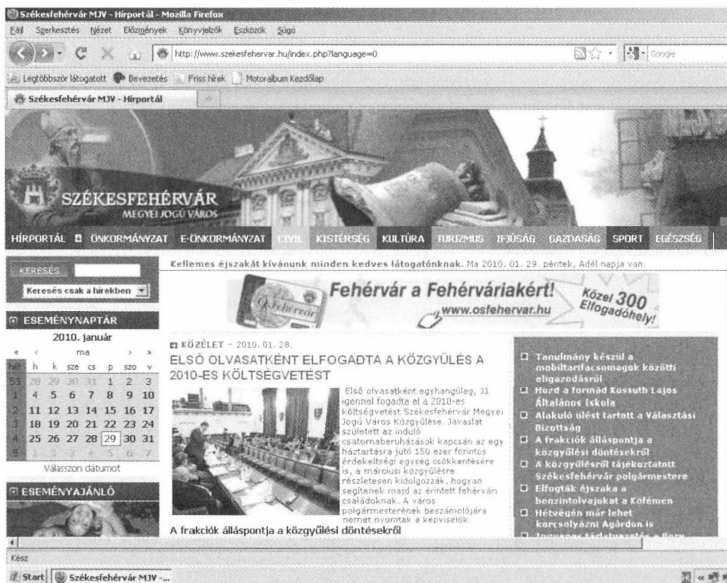 Székesfehérvár MJV - Hírportál - Mozilla Firefox
Fájl Szerkesztés Nézet Előzmények Könyvjelzők Eszközök Súgó
http://www.szekesfehervar.hu/index.php?language=0
Google
Legtöbbször látogatott Bevezetés Friss hírek Motoralbum Kezdőlap
Székesfehérvár MJV - Hírportál
SZÉKESFEHÉRVÁR
MEGYEI JOGÚ VÁROS
HÍRPORTÁL ÖNKORMÁNYZAT E-ÖNKORMÁNYZAT CIVIL KISTÉRSÉG KULTÚRA TURIZMUS IFJÚSÁG GAZDASÁG SPORT EGÉSZSÉG
KERESÉS
Keresés csak a hírekben
Kellemes éjszakát kívánunk minden kedves látogatónknak. Ma 2010. 01. 29. péntek, Adél napja van.
Fehérvár a Fehérváriakért!
www.osfehervar.hu
Közel 300
Elfogadóhely!
ESEMÉNYNAPTÁR
2010. január
« ‹ ma › »
hét h k sze cs p szo v
53 28 29 30 31 1 2 3
1 4 5 6 7 8 9 10
2 11 12 13 14 15 16 17
3 18 19 20 21 22 23 24
4 25 26 27 28 29 30 31
Válasszon dátumot
ESEMÉNYAJÁNLÓ
KÖZÉLET - 2010. 01. 28.
ELSŐ OLVASATKÉNT ELFOGADTA A KÖZGYŰLÉS A
2010-ES KÖLTSÉGVETÉST
Első olvasatként egyhangúlag, 31
igennel fogadta el a 2010-es
költségvetést Székesfehérvár Megyei
Jogú Város Közgyűlése. Javaslat
született az induló
csatornaberuházások kapcsán az egy
háztartásra jutó 150 ezer forintos
érdekeltségi egység csökkentésére
is, a márciusi közgyűlésre
részletesen kidolgozzák, hogyan
segítenek majd az érintett fehérvári
családoknak. A város
polgármesterének beszámolójára
nemet nyomtak a képviselők.
A frakciók álláspontja a közgyűlési döntésekről
Tanulmány készül a
mobiltarifacsomagok közötti
eligazodásról
Hozd a formád Kossuth Lajos
Általános Iskola
Alakuló ülést tartott a Választási
Bizottság
A frakciók álláspontja a
közgyűlési döntésekről
A közgyűlésről tájékoztatott
Székesfehérvár polgármestere
Elfogták éjszaka a
benzintolvajokat a Köfémen
Hétvégén már lehet
korcsolyázni Agárdon is
Kész
Start Székesfehérvár MJV -...